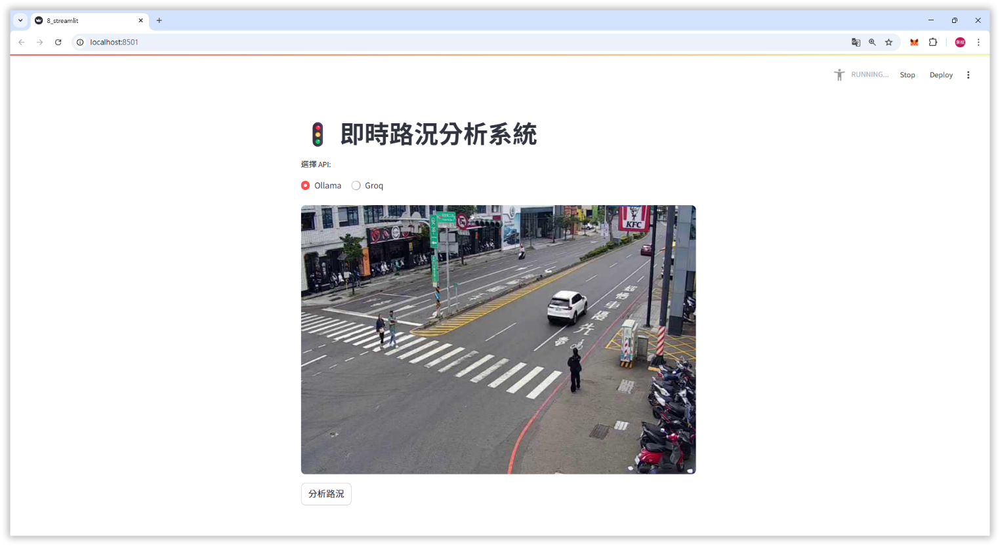 8_streamlit
localhost:8501
RUNNING...
Stop
Deploy
即時路況分析系統
選擇 API:
Ollama
Groq
KFC
分析路況